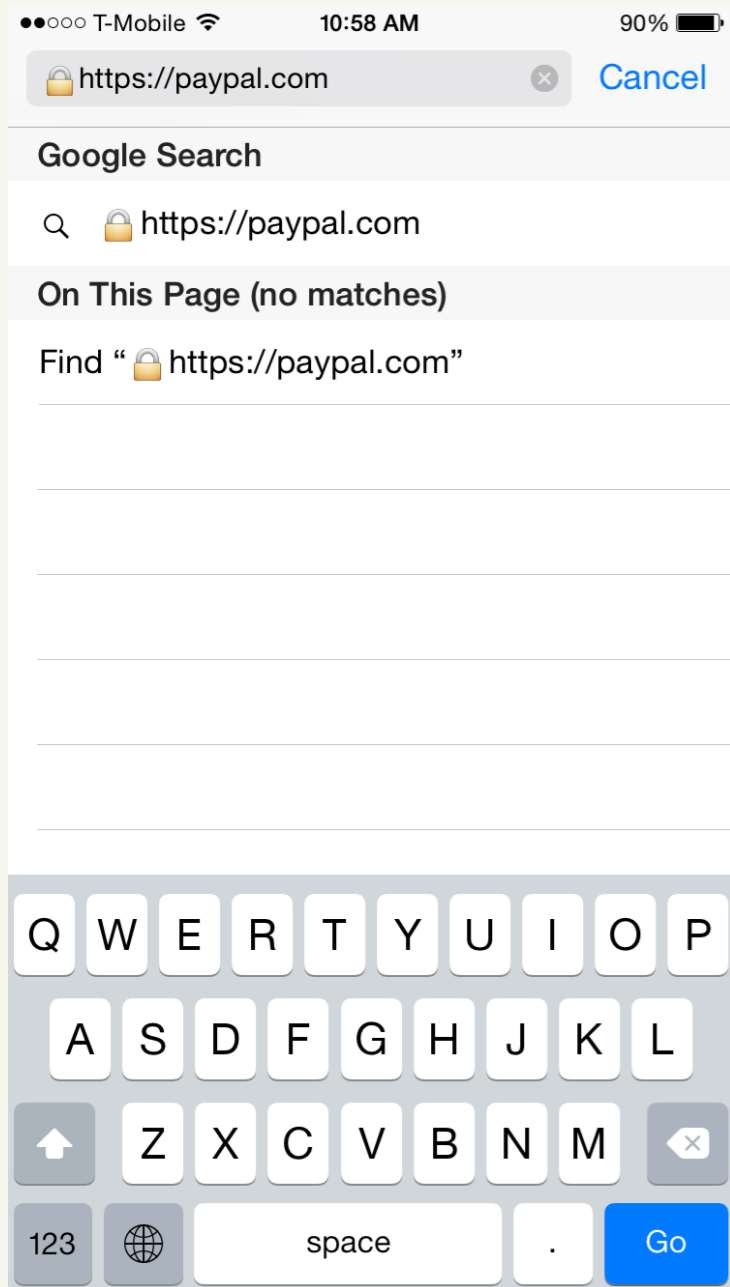 ●●○○○ T-Mobile 10:58 AM 90%
🔒https://paypal.com Cancel
Google Search
🔒https://paypal.com
On This Page (no matches)
Find “🔒https://paypal.com”
Q W E R T Y U I O P
A S D F G H J K L
Z X C V B N M
123 space . Go